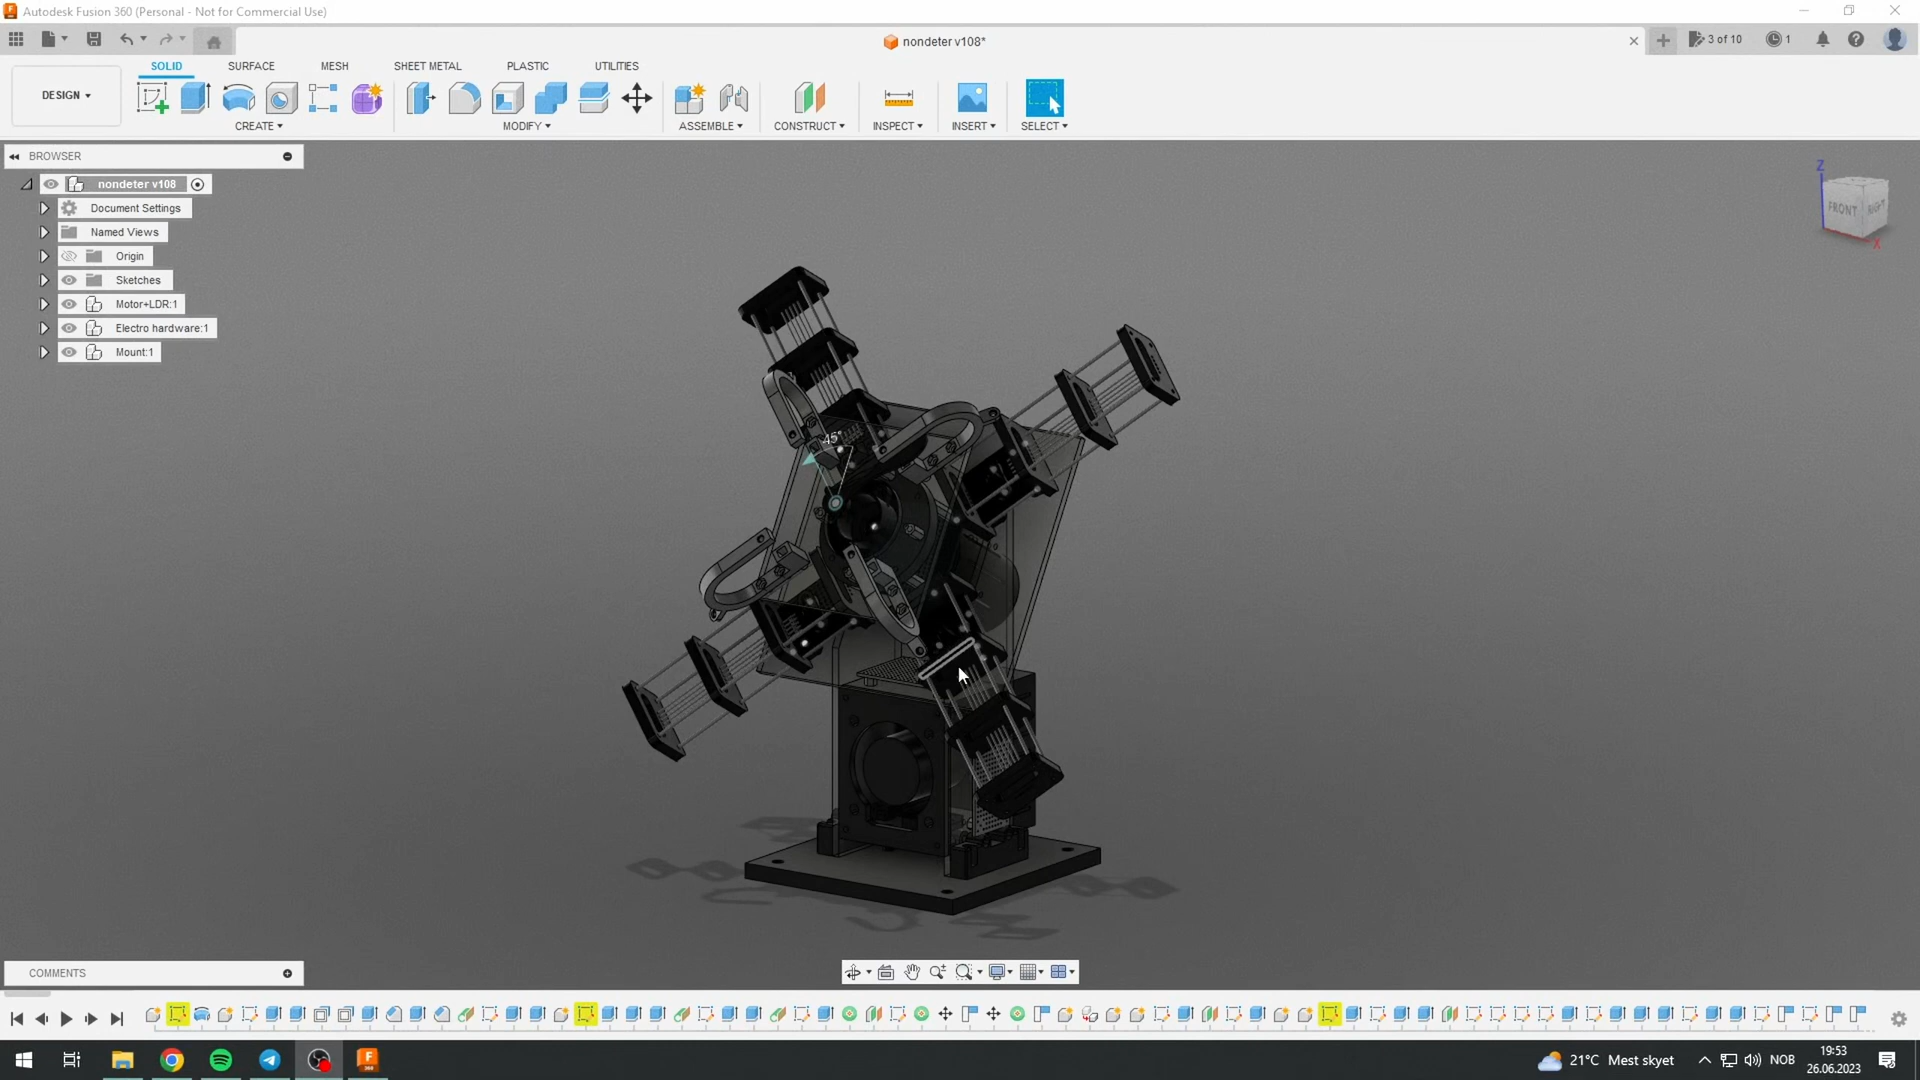 Autodesk Fusion 360 (Personal - Not for Commercial Use)
nondeter v108*
3 of 10
1
DESIGN
SOLID
SURFACE
MESH
SHEET METAL
PLASTIC
UTILITIES
CREATE
MODIFY
ASSEMBLE
CONSTRUCT
INSPECT
INSERT
SELECT
BROWSER
nondeter v108
Document Settings
Named Views
Origin
Sketches
Motor+LDR:1
Electro hardware:1
Mount:1
Z
FRONT
RIGHT
X
45°
COMMENTS
21°C Mest skyet
NOB
19:53
26.06.2023